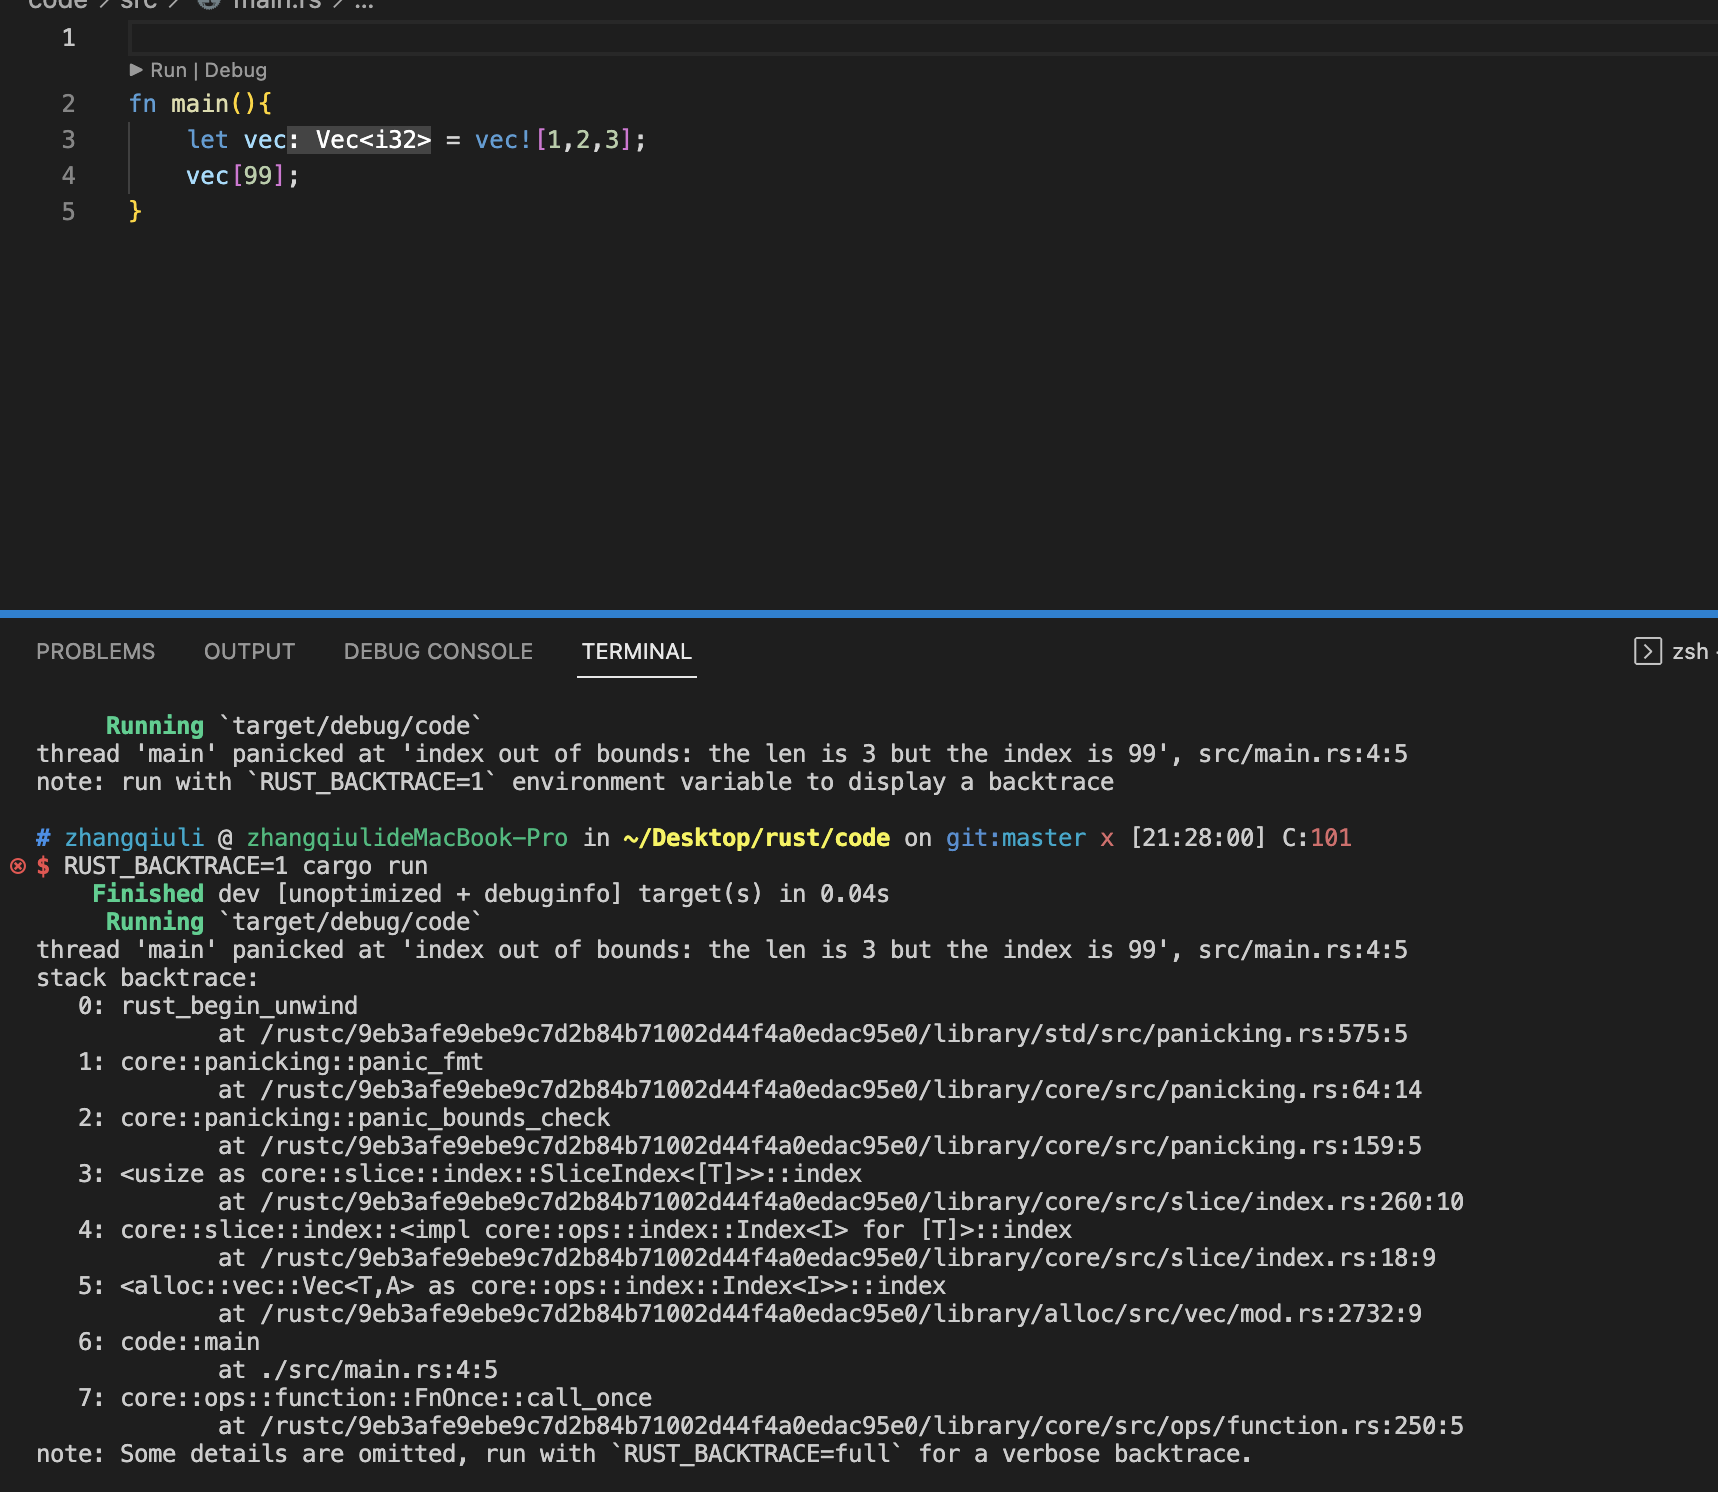 code > src > main.rs > ...
1
Run | Debug
2 fn main(){
3 let vec: Vec<i32> = vec![1,2,3];
4 vec[99];
5 }
PROBLEMS OUTPUT DEBUG CONSOLE TERMINAL zsh
Running `target/debug/code`
thread 'main' panicked at 'index out of bounds: the len is 3 but the index is 99', src/main.rs:4:5
note: run with `RUST_BACKTRACE=1` environment variable to display a backtrace
# zhangqiuli @ zhangqiulideMacBook-Pro in ~/Desktop/rust/code on git:master x [21:28:00] C:101
$ RUST_BACKTRACE=1 cargo run
Finished dev [unoptimized + debuginfo] target(s) in 0.04s
Running `target/debug/code`
thread 'main' panicked at 'index out of bounds: the len is 3 but the index is 99', src/main.rs:4:5
stack backtrace:
0: rust_begin_unwind
at /rustc/9eb3afe9ebe9c7d2b84b71002d44f4a0edac95e0/library/std/src/panicking.rs:575:5
1: core::panicking::panic_fmt
at /rustc/9eb3afe9ebe9c7d2b84b71002d44f4a0edac95e0/library/core/src/panicking.rs:64:14
2: core::panicking::panic_bounds_check
at /rustc/9eb3afe9ebe9c7d2b84b71002d44f4a0edac95e0/library/core/src/panicking.rs:159:5
3: <usize as core::slice::index::SliceIndex<[T]>>::index
at /rustc/9eb3afe9ebe9c7d2b84b71002d44f4a0edac95e0/library/core/src/slice/index.rs:260:10
4: core::slice::index::<impl core::ops::index::Index<I> for [T]>::index
at /rustc/9eb3afe9ebe9c7d2b84b71002d44f4a0edac95e0/library/core/src/slice/index.rs:18:9
5: <alloc::vec::Vec<T,A> as core::ops::index::Index<I>>::index
at /rustc/9eb3afe9ebe9c7d2b84b71002d44f4a0edac95e0/library/alloc/src/vec/mod.rs:2732:9
6: code::main
at ./src/main.rs:4:5
7: core::ops::function::FnOnce::call_once
at /rustc/9eb3afe9ebe9c7d2b84b71002d44f4a0edac95e0/library/core/src/ops/function.rs:250:5
note: Some details are omitted, run with `RUST_BACKTRACE=full` for a verbose backtrace.